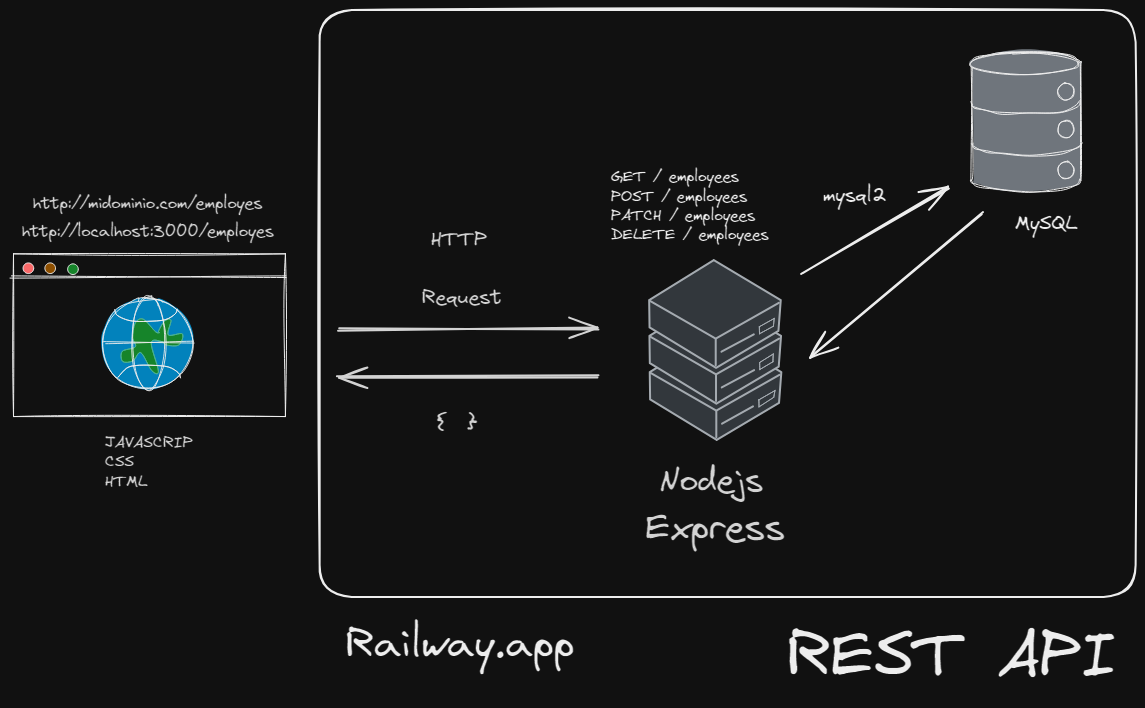 http://midominio.com/employes
http://localhost:3000/employes
JAVASCRIP
CSS
HTML
HTTP
Request
{ }
GET / employees
POST / employees
PATCH / employees
DELETE / employees
Nodejs
Express
mysql2
MySQL
Railway.app
REST API